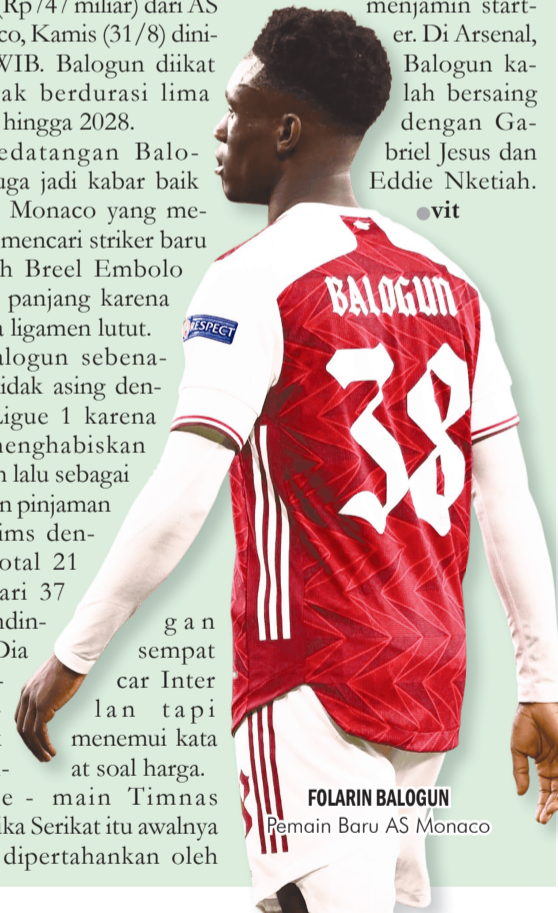 (Rp747 miliar) dari AS
co, Kamis (31/8) dini-
WIB. Balogun diikat
ak berdurasi lima
hingga 2028.
edatangan Balo-
uga jadi kabar baik
Monaco yang me-
mencari striker baru
h Breel Embolo
panjang karena
a ligamen lutut.
alogun sebena-
idak asing den-
Ligue 1 karena
nenghabiskan
n lalu sebagai
n pinjaman
ims den-
otal 21
ari 37
ndin- gan
Dia sempat
- car Inter
lan tapi
menemui kata
- at soal harga.
e - main Timnas
ika Serikat itu awalnya
dipertahankan oleh
menjamin start-
er. Di Arsenal,
Balogun ka-
lah bersaing
dengan Ga-
briel Jesus dan
Eddie Nketiah.
●vit
RESPECT
BALOGUN
38
FOLARIN BALOGUN
Pemain Baru AS Monaco